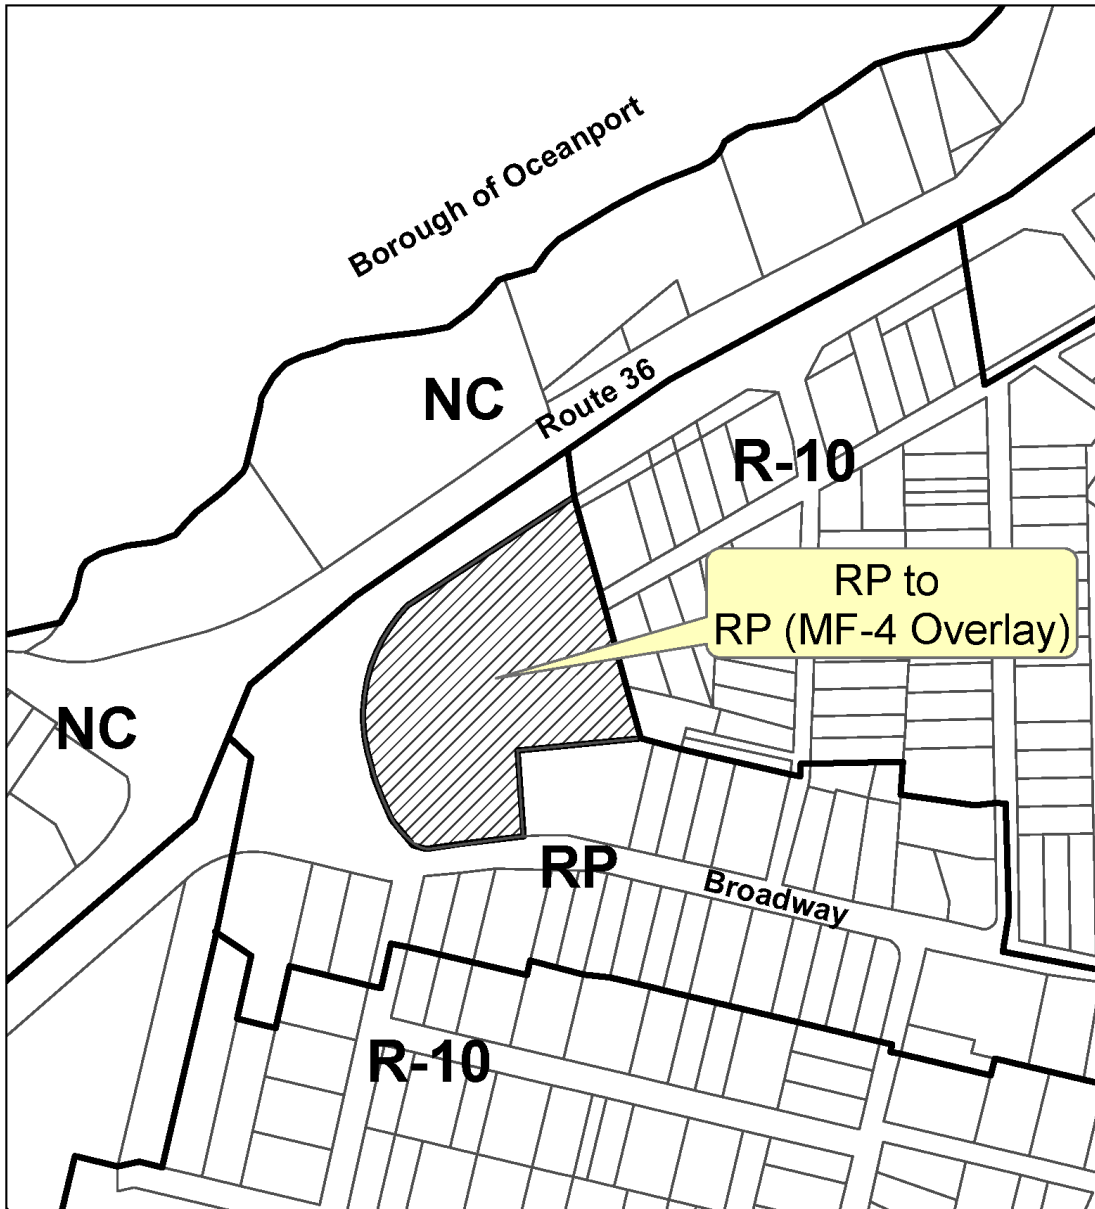 Borough of Oceanport
NC
Route 36
R-10
RP to
RP (MF-4 Overlay)
NC
RP
Broadway
R-10